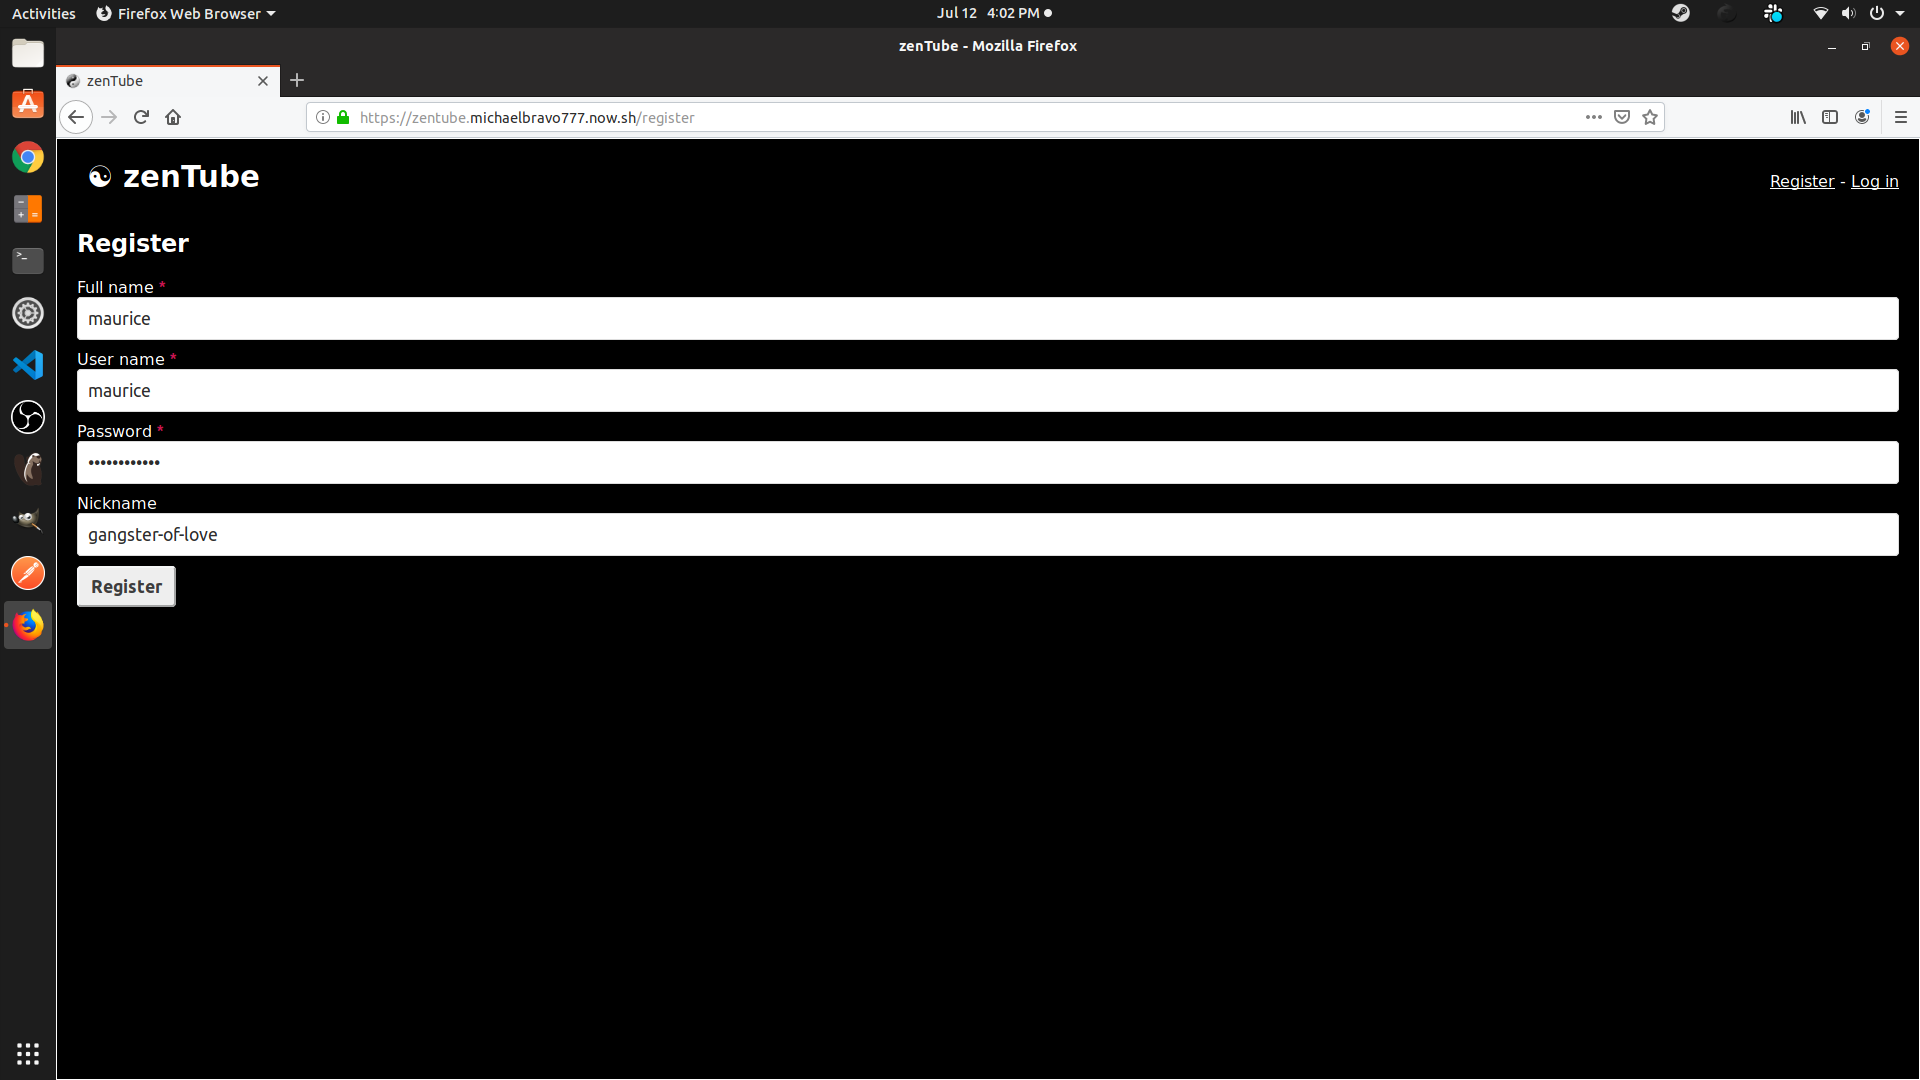 Activities Firefox Web Browser Jul 12 4:02 PM
zenTube - Mozilla Firefox
zenTube
https://zentube.michaelbravo777.now.sh/register
zenTube
Register - Log in
Register
Full name *
maurice
User name *
maurice
Password *
••••••••••••
Nickname
gangster-of-love
Register